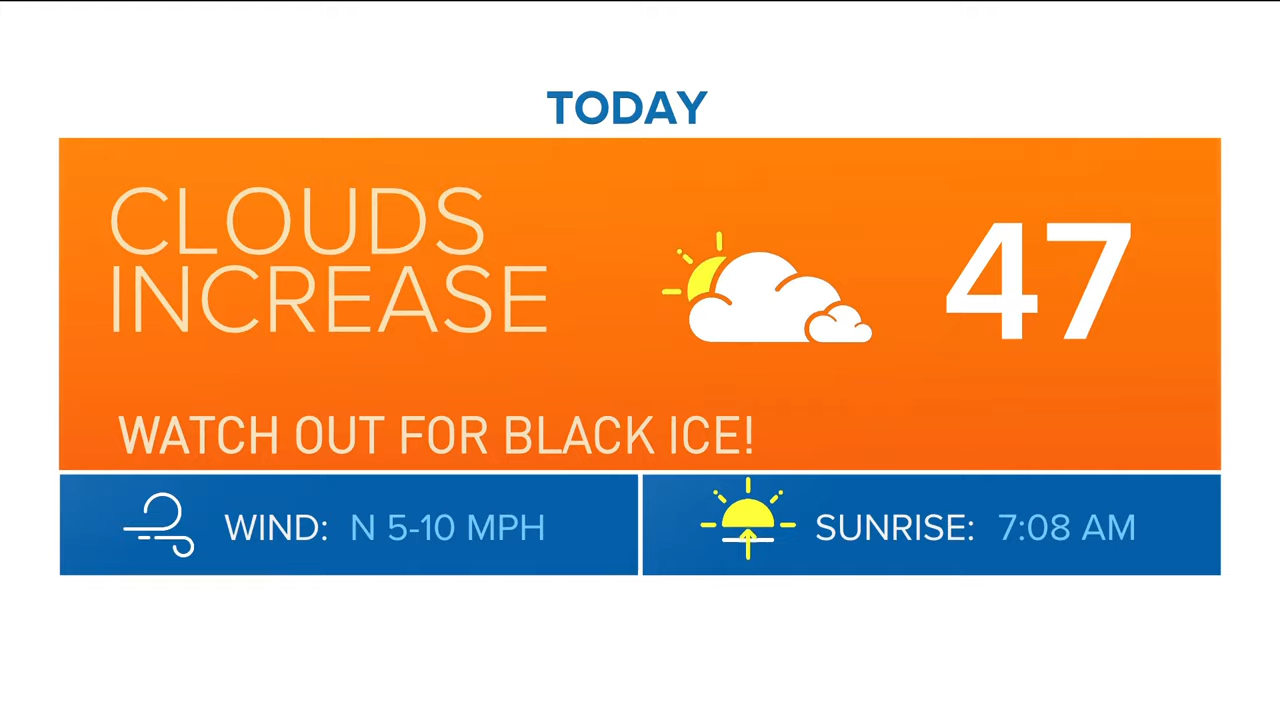 TODAY
CLOUDS
INCREASE
47
WATCH OUT FOR BLACK ICE!
WIND: N 5-10 MPH
SUNRISE: 7:08 AM